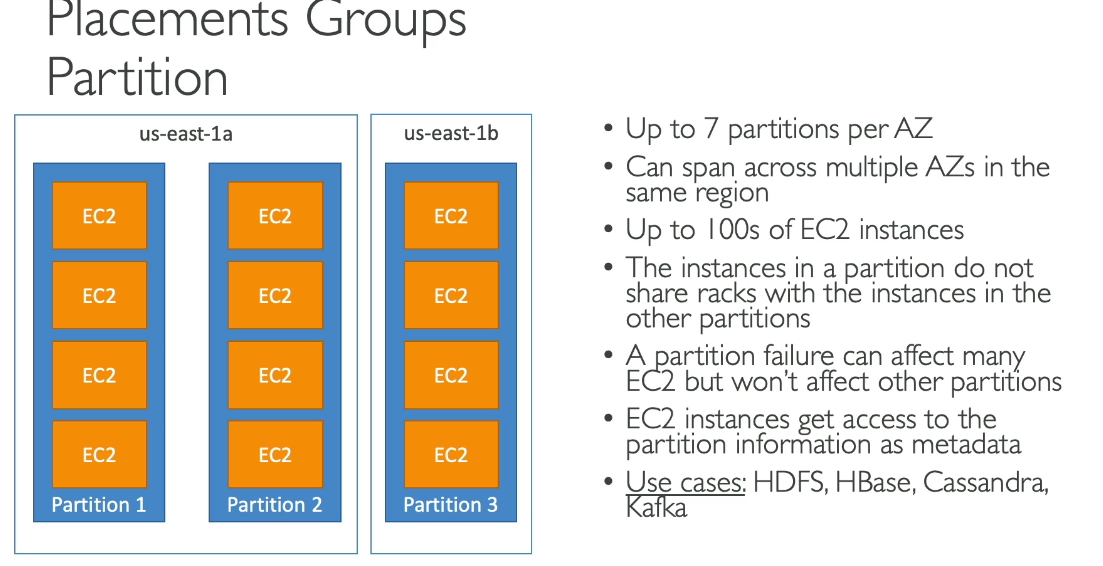 Placements Groups
Partition
us-east-1a
EC2
EC2
EC2
EC2
Partition 1
EC2
EC2
EC2
EC2
Partition 2
us-east-1b
EC2
EC2
EC2
EC2
Partition 3
• Up to 7 partitions per AZ
• Can span across multiple AZs in the
same region
• Up to 100s of EC2 instances
• The instances in a partition do not
share racks with the instances in the
other partitions
• A partition failure can affect many
EC2 but won’t affect other partitions
• EC2 instances get access to the
partition information as metadata
• Use cases: HDFS, HBase, Cassandra,
Kafka